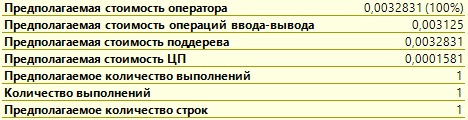 Предполагаемая стоимость оператора 0,0032831 (100%)
Предполагаемая стоимость операций ввода-вывода 0,003125
Предполагаемая стоимость поддерева 0,0032831
Предполагаемая стоимость ЦП 0,0001581
Предполагаемое количество выполнений 1
Количество выполнений 1
Предполагаемое количество строк 1